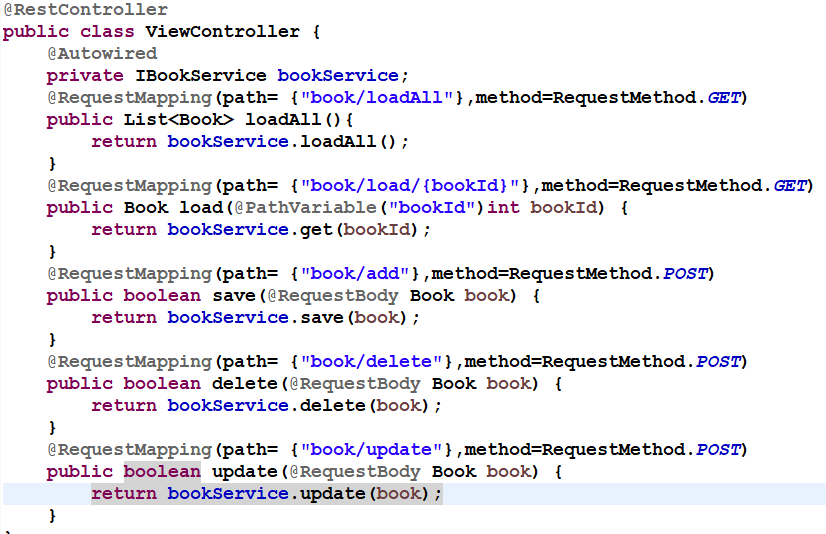 @RestController
public class ViewController {
    @Autowired
    private IBookService bookService;
    @RequestMapping(path= {"book/loadAll"},method=RequestMethod.GET)
    public List<Book> loadAll(){
        return bookService.loadAll();
    }
    @RequestMapping(path= {"book/load/{bookId}"},method=RequestMethod.GET)
    public Book load(@PathVariable("bookId")int bookId) {
        return bookService.get(bookId);
    }
    @RequestMapping(path= {"book/add"},method=RequestMethod.POST)
    public boolean save(@RequestBody Book book) {
        return bookService.save(book);
    }
    @RequestMapping(path= {"book/delete"},method=RequestMethod.POST)
    public boolean delete(@RequestBody Book book) {
        return bookService.delete(book);
    }
    @RequestMapping(path= {"book/update"},method=RequestMethod.POST)
    public boolean update(@RequestBody Book book) {
        return bookService.update(book);
    }